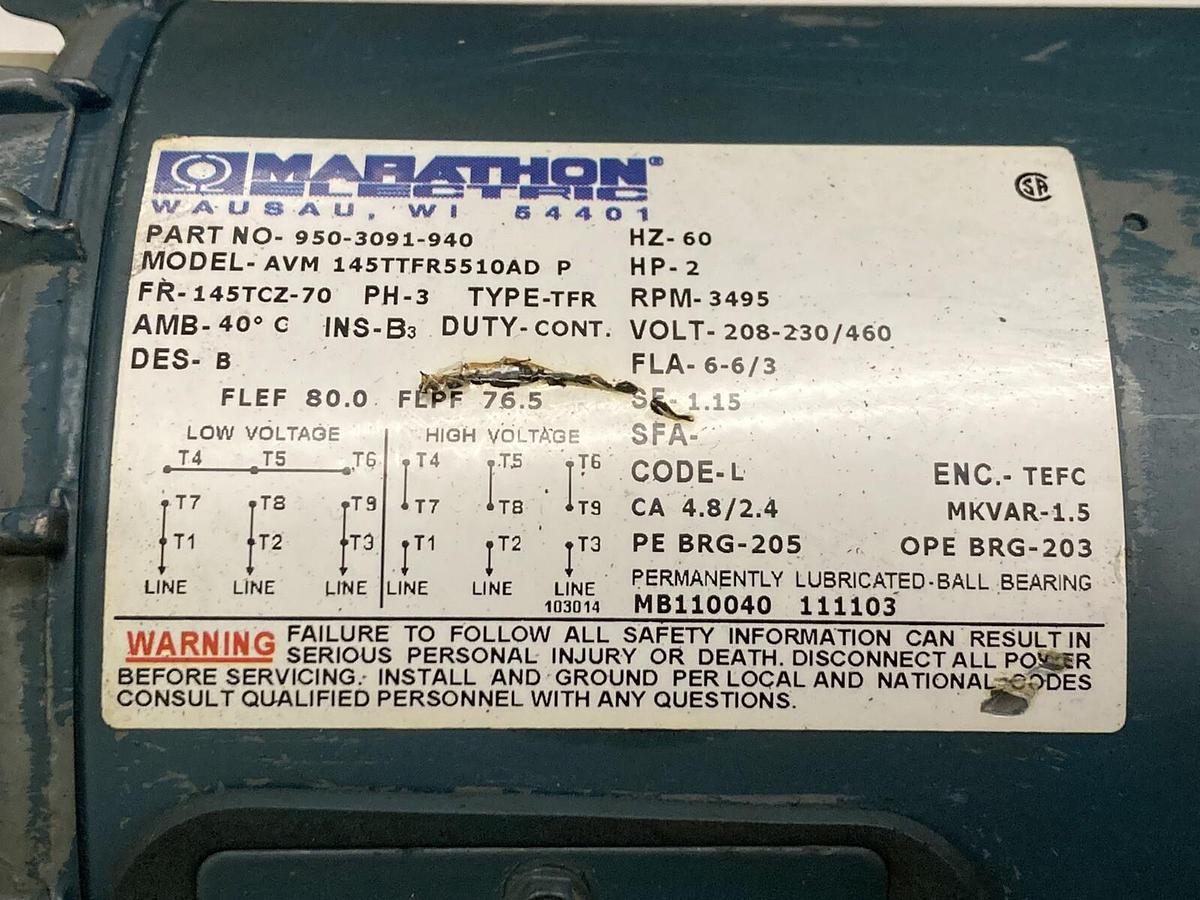 MARATHON®
ELECTRIC
WAUSAU, WI 54401
SA
PART NO- 950-3091-940 HZ- 60
MODEL- AVM 145TTFR5510AD P HP- 2
FR- 145TCZ-70 PH-3 TYPE-TFR RPM- 3495
AMB- 40° C INS-B3 DUTY- CONT. VOLT- 208-230/460
DES- B FLA- 6-6/3
FLEF 80.0 FLPF 76.5 SF- 1.15
LOW VOLTAGE HIGH VOLTAGE SFA-
T4 T5 T6 T4 T5 T6 CODE-L ENC.- TEFC
T7 T8 T9 T7 T8 T9 CA 4.8/2.4 MKVAR-1.5
T1 T2 T3 T1 T2 T3 PE BRG-205 OPE BRG-203
LINE LINE LINE LINE LINE LINE PERMANENTLY LUBRICATED-BALL BEARING
103014 MB110040 111103
WARNING FAILURE TO FOLLOW ALL SAFETY INFORMATION CAN RESULT IN
SERIOUS PERSONAL INJURY OR DEATH. DISCONNECT ALL POWER
BEFORE SERVICING. INSTALL AND GROUND PER LOCAL AND NATIONAL CODES
CONSULT QUALIFIED PERSONNEL WITH ANY QUESTIONS.